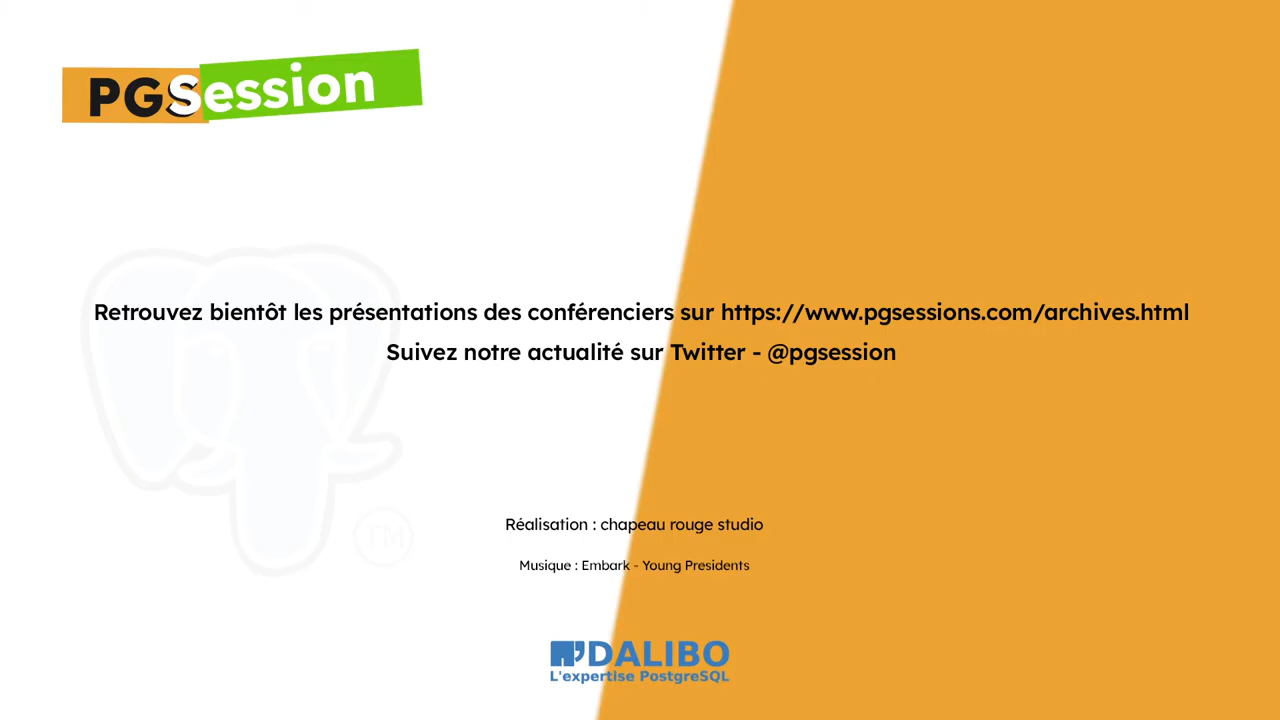 PGSession
Retrouvez bientôt les présentations des conférenciers sur https://www.pgsessions.com/archives.html
Suivez notre actualité sur Twitter - @pgsession
TM
Réalisation : chapeau rouge studio
Musique : Embark - Young Presidents
DALIBO
L'expertise PostgreSQL